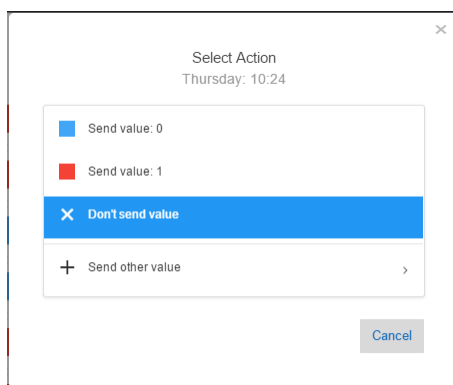 Select Action
Thursday: 10:24
Send value: 0
Send value: 1
Don't send value
Send other value
Cancel